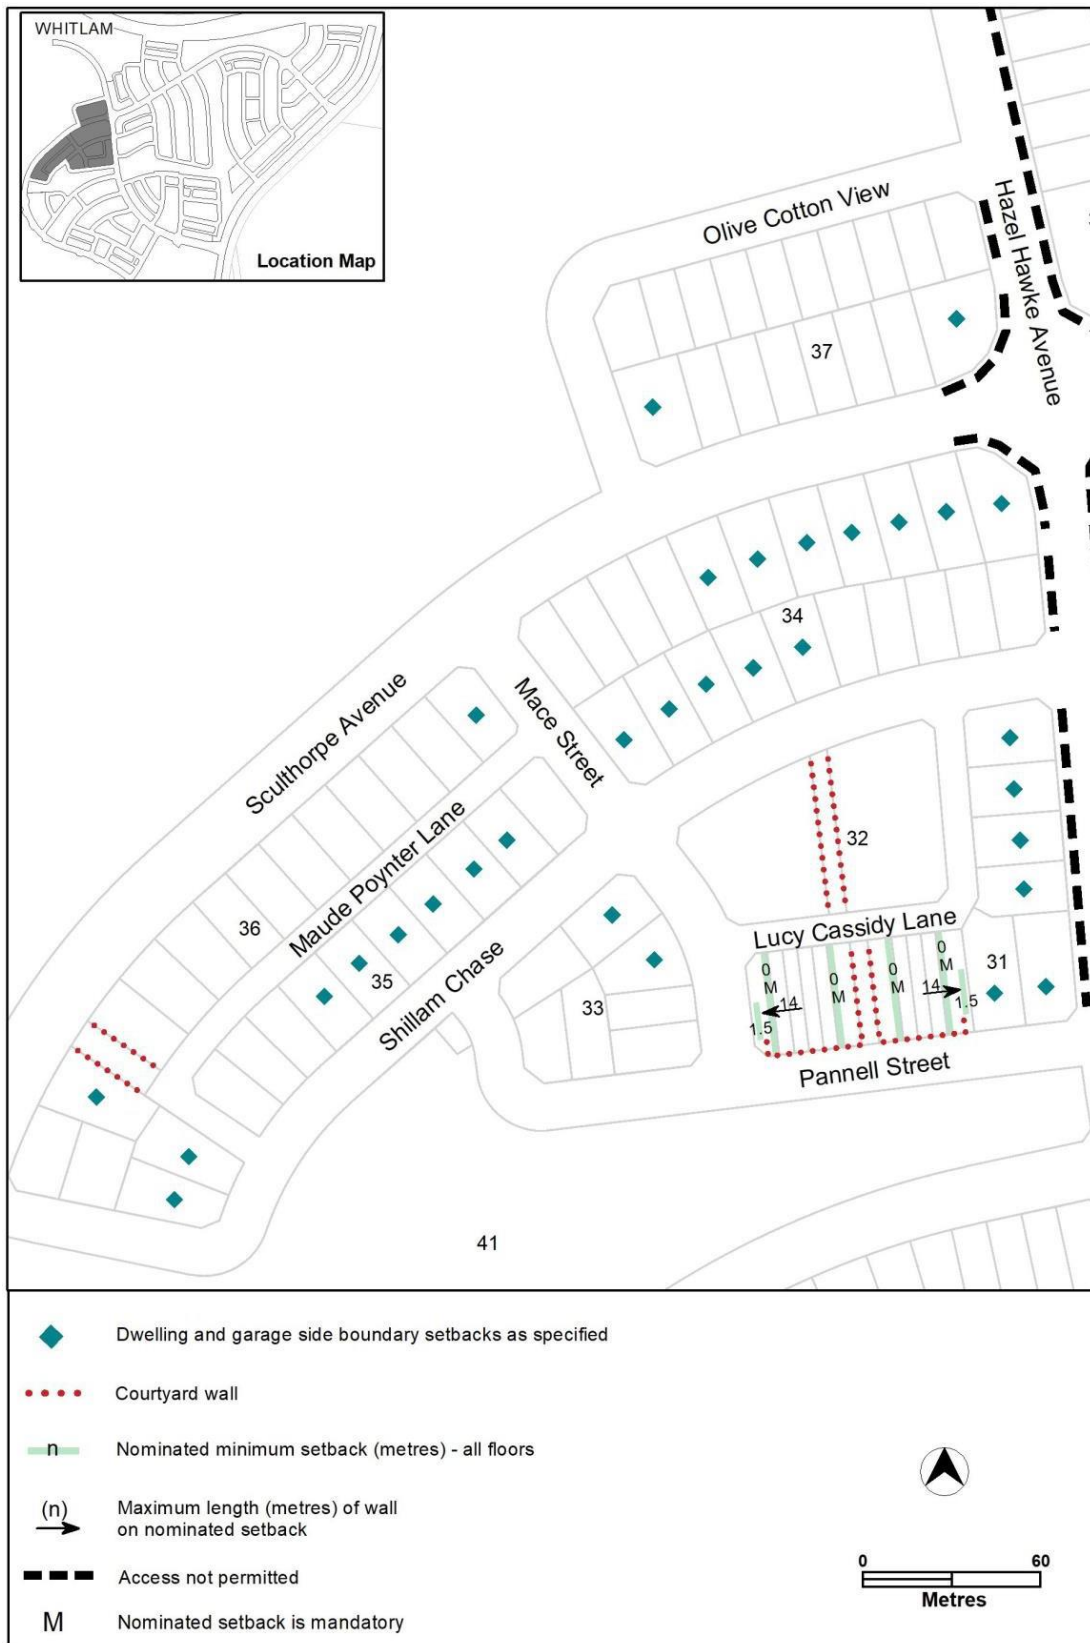 WHITLAM
Location Map
Olive Cotton View
Hazel Hawke Avenue
37
34
Sculthorpe Avenue
Mace Street
Maude Poynter Lane
32
36
Lucy Cassidy Lane
35
Shillam Chase
33
31
0
M
0
M
0
M
0
M
14
14
1.5
1.5
Pannell Street
41
Dwelling and garage side boundary setbacks as specified
Courtyard wall
n Nominated minimum setback (metres) - all floors
(n) Maximum length (metres) of wall
on nominated setback
Access not permitted
M Nominated setback is mandatory
0 60
Metres